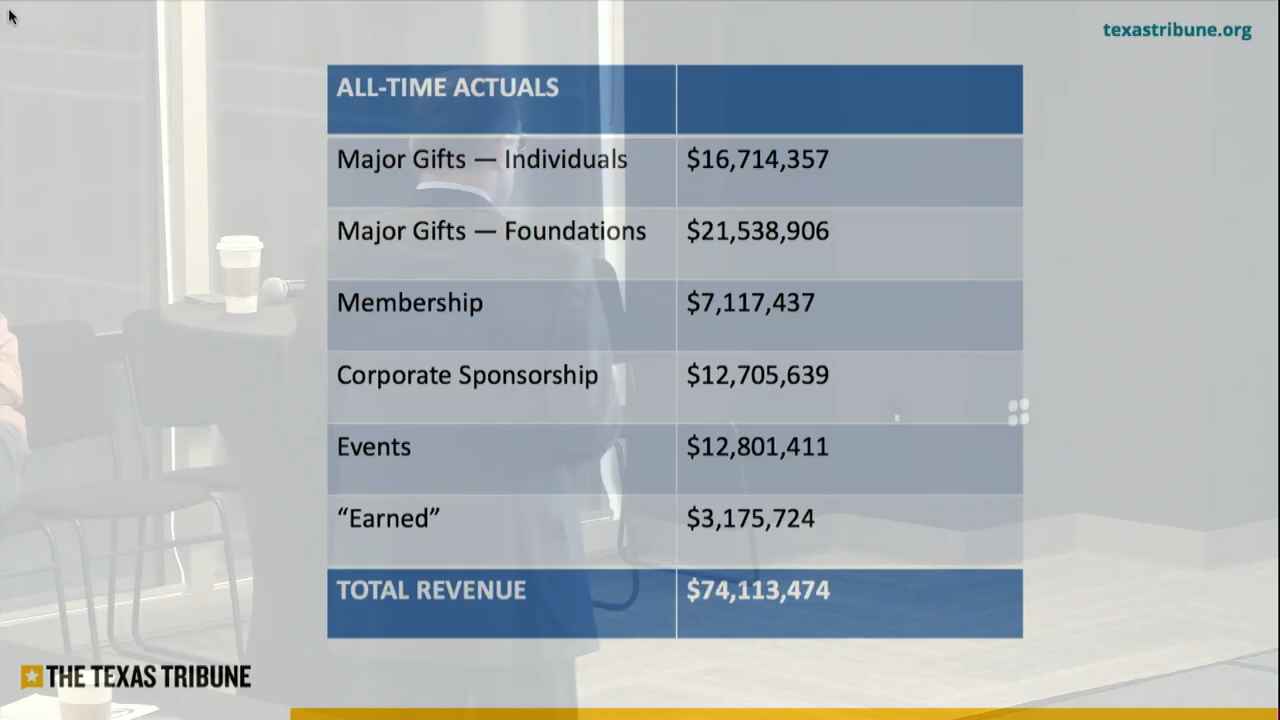 texastribune.org
ALL-TIME ACTUALS
Major Gifts — Individuals $16,714,357
Major Gifts — Foundations $21,538,906
Membership $7,117,437
Corporate Sponsorship $12,705,639
Events $12,801,411
“Earned” $3,175,724
TOTAL REVENUE $74,113,474
THE TEXAS TRIBUNE